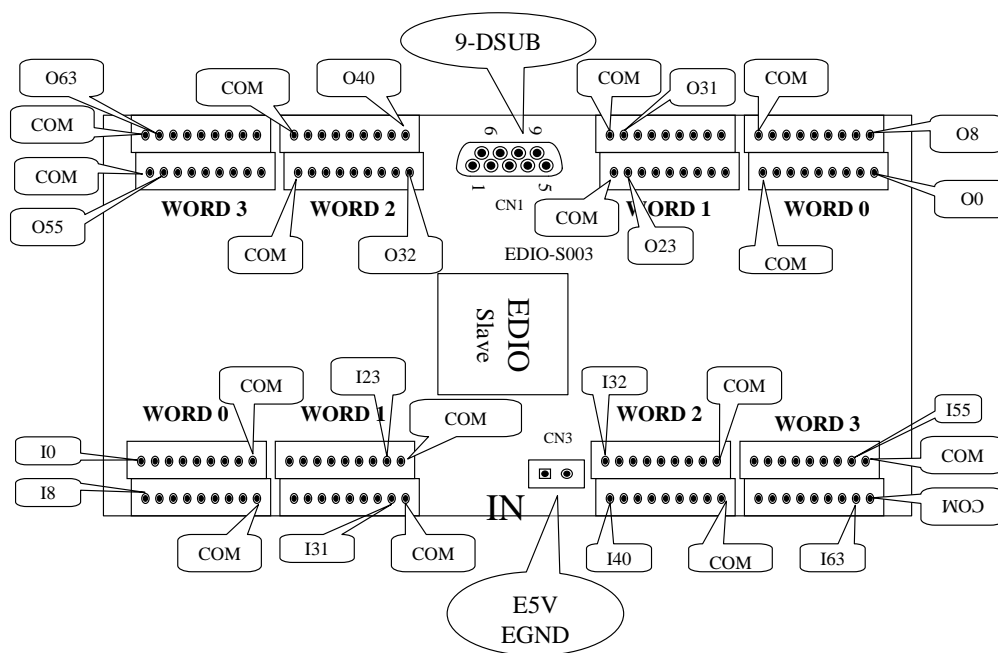 9-DSUB
O63
COM
O40
COM
O31
COM
COM
O8
6 9
COM
1 5
O0
WORD 3
WORD 2
CN1
COM
WORD 1
WORD 0
O55
COM
O32
EDIO-S003
O23
COM
EDIO
Slave
I23
I32
COM
COM
I55
WORD 0
WORD 1
COM
WORD 2
WORD 3
I0
CN3
COM
I8
IN
COM
COM
I31
COM
I40
COM
I63
E5V
EGND